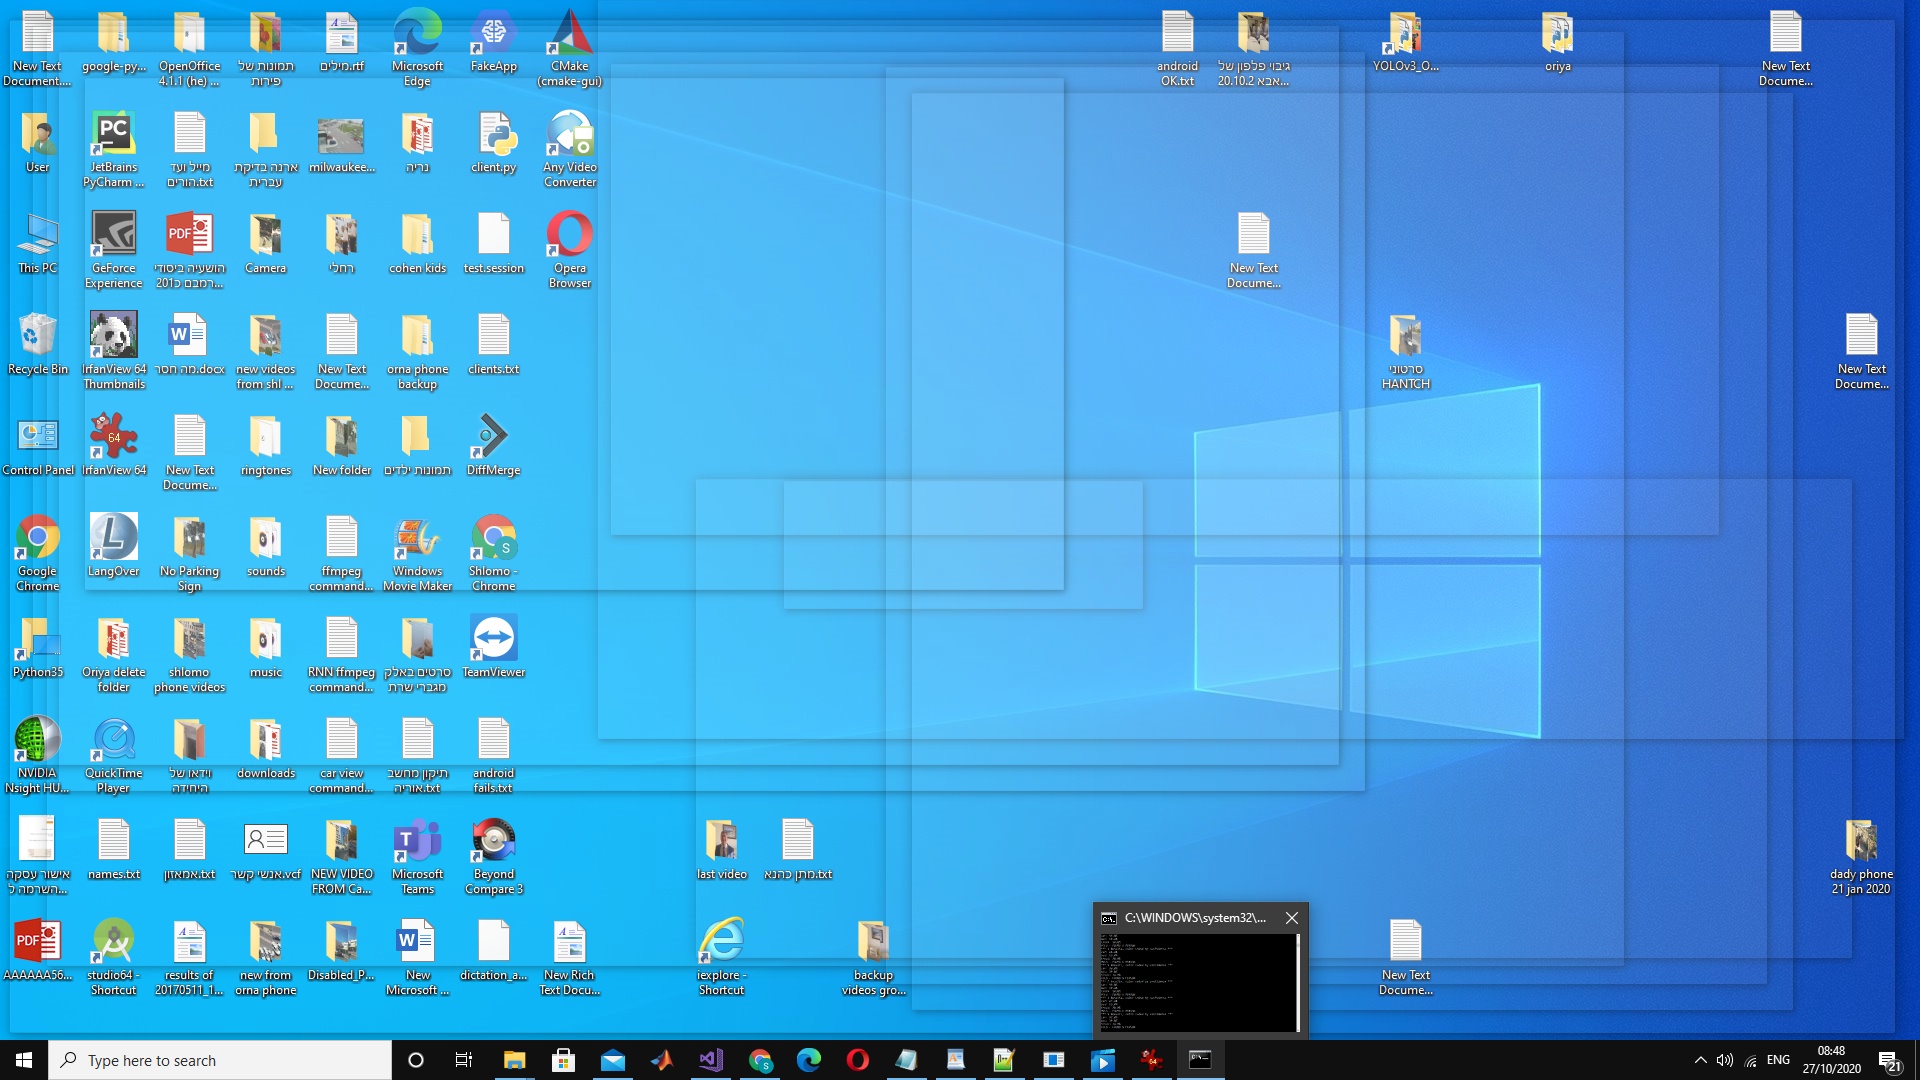 New Text
Document....
google-py...
OpenOffice
4.1.1 (he) ...
תמונות של
פירות
מילים.rtf
Microsoft
Edge
FakeApp
CMake
(cmake-gui)
android
OK.txt
גיבוי פלפון של
אבא 20.10.2...
YOLOv3_O...
oriya
New Text
Docume...
User
JetBrains
PyCharm ...
מייל ועד
הורים.txt
ארנה בדיקת
עברית
milwaukee...
נריה
client.py
Any Video
Converter
This PC
GeForce
Experience
הושעיה ביסודי
רמבם כ201...
Camera
רחלי
cohen kids
test.session
Opera
Browser
New Text
Docume...
Recycle Bin
IrfanView 64
Thumbnails
מה חסר.docx
new videos
from shl ...
New Text
Docume...
orna phone
backup
clients.txt
סרטוני
HANTCH
New Text
Docume...
Control Panel
IrfanView 64
New Text
Docume...
ringtones
New folder
תמונות ילדים
DiffMerge
Google
Chrome
LangOver
No Parking
Sign
sounds
ffmpeg
command...
Windows
Movie Maker
Shlomo -
Chrome
Python35
Oriya delete
folder
shlomo
phone videos
music
RNN ffmpeg
command...
סרטים באלק
מגברי שרת
TeamViewer
NVIDIA
Nsight HU...
QuickTime
Player
וידאו של
היחידה
downloads
car view
command...
תיקון מחשב
אוריה.txt
android
fails.txt
אישור עסקה
השרמה ל...
names.txt
אמאזון.txt
אנשי קשר.vcf
NEW VIDEO
FROM Ca...
Microsoft
Teams
Beyond
Compare 3
last video
מתן כהנא.txt
dady phone
21 jan 2020
AAAAAA56...
studio64 -
Shortcut
results of
20170511_1...
new from
orna phone
Disabled_P...
New
Microsoft ...
dictation_a...
New Rich
Text Docu...
iexplore -
Shortcut
backup
videos gro...
C:\WINDOWS\system32\...
New Text
Docume...
Type here to search
ENG
08:48
27/10/2020
21